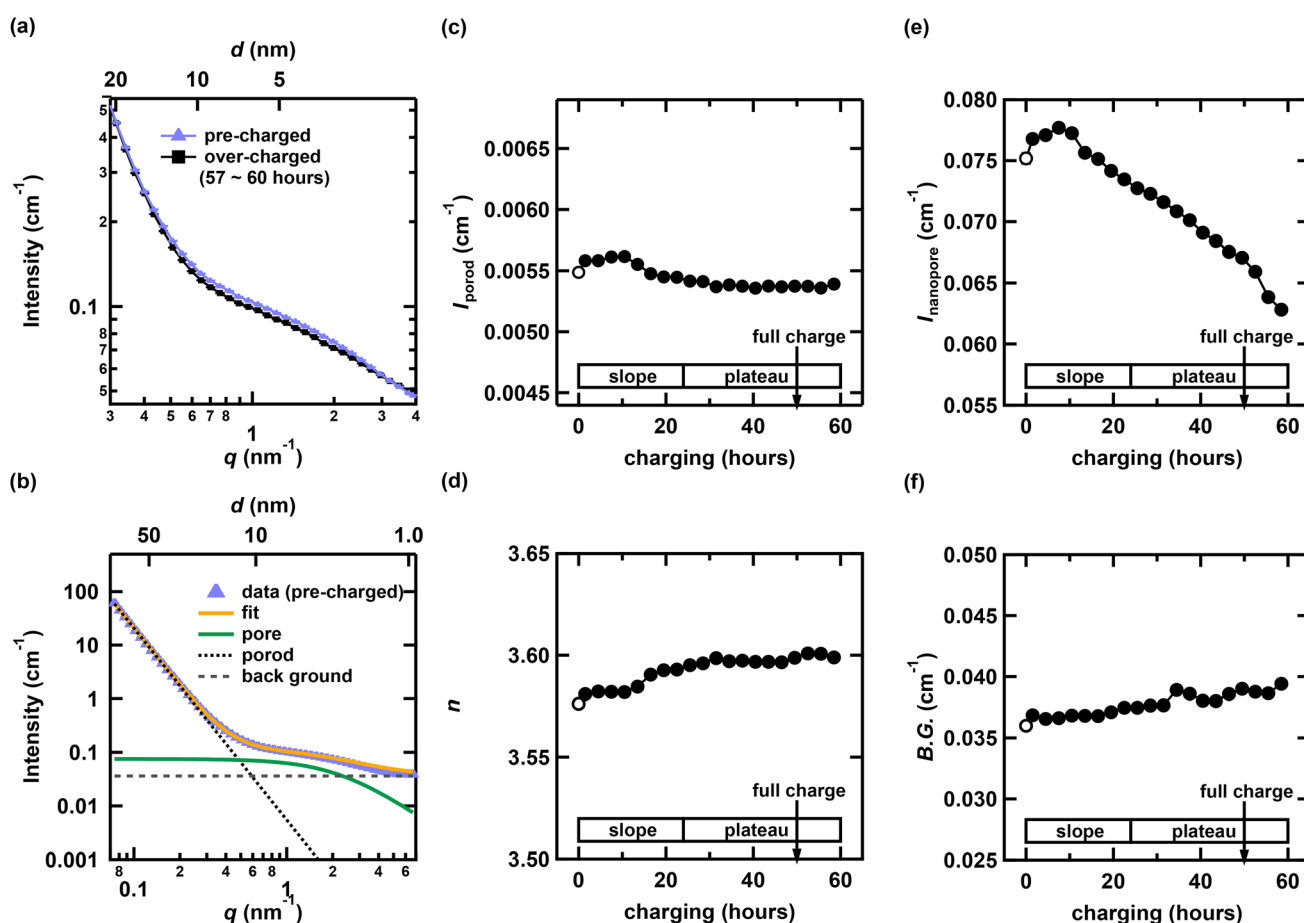 (a)
d (nm)
20 10 5
Intensity (cm⁻¹)
5
4
3
2
0.1
8
7
6
5
pre-charged
over-charged
(57 ~ 60 hours)
3 4 5 6 7 8 1 2 3 4
q (nm⁻¹)
(b)
d (nm)
50 10 1.0
Intensity (cm⁻¹)
100
10
1
0.1
0.01
0.001
data (pre-charged)
fit
pore
porod
back ground
8 0.1 2 4 6 8 1 2 4 6
q (nm⁻¹)
(c)
Iporod (cm⁻¹)
0.0065
0.0060
0.0055
0.0050
0.0045
full charge
slope plateau
0 20 40 60
charging (hours)
(d)
n
3.65
3.60
3.55
3.50
full charge
slope plateau
0 20 40 60
charging (hours)
(e)
Inanopore (cm⁻¹)
0.080
0.075
0.070
0.065
0.060
0.055
full charge
slope plateau
0 20 40 60
charging (hours)
(f)
B.G. (cm⁻¹)
0.050
0.045
0.040
0.035
0.030
0.025
full charge
slope plateau
0 20 40 60
charging (hours)